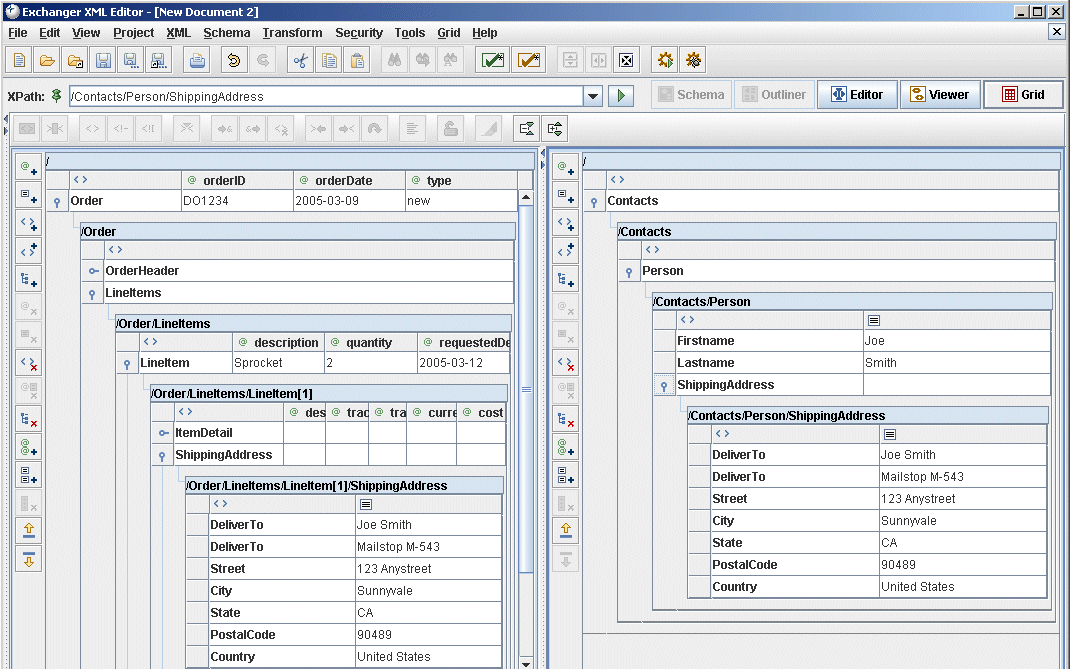 Exchanger XML Editor - [New Document 2]
File Edit View Project XML Schema Transform Security Tools Grid Help
XPath: /Contacts/Person/ShippingAddress Schema Outliner Editor Viewer Grid
/
<> @ orderID @ orderDate @ type
Order DO1234 2005-03-09 new
/Order
<>
OrderHeader
LineItems
/Order/LineItems
<> @ description @ quantity @ requestedDe
LineItem Sprocket 2 2005-03-12
/Order/LineItems/LineItem[1]
<> @ des @ trac @ tra @ curre @ cost
ItemDetail
ShippingAddress
/Order/LineItems/LineItem[1]/ShippingAddress
<>
DeliverTo Joe Smith
DeliverTo Mailstop M-543
Street 123 Anystreet
City Sunnyvale
State CA
PostalCode 90489
Country United States
/
<>
Contacts
/Contacts
<>
Person
/Contacts/Person
<>
Firstname Joe
Lastname Smith
ShippingAddress
/Contacts/Person/ShippingAddress
<>
DeliverTo Joe Smith
DeliverTo Mailstop M-543
Street 123 Anystreet
City Sunnyvale
State CA
PostalCode 90489
Country United States